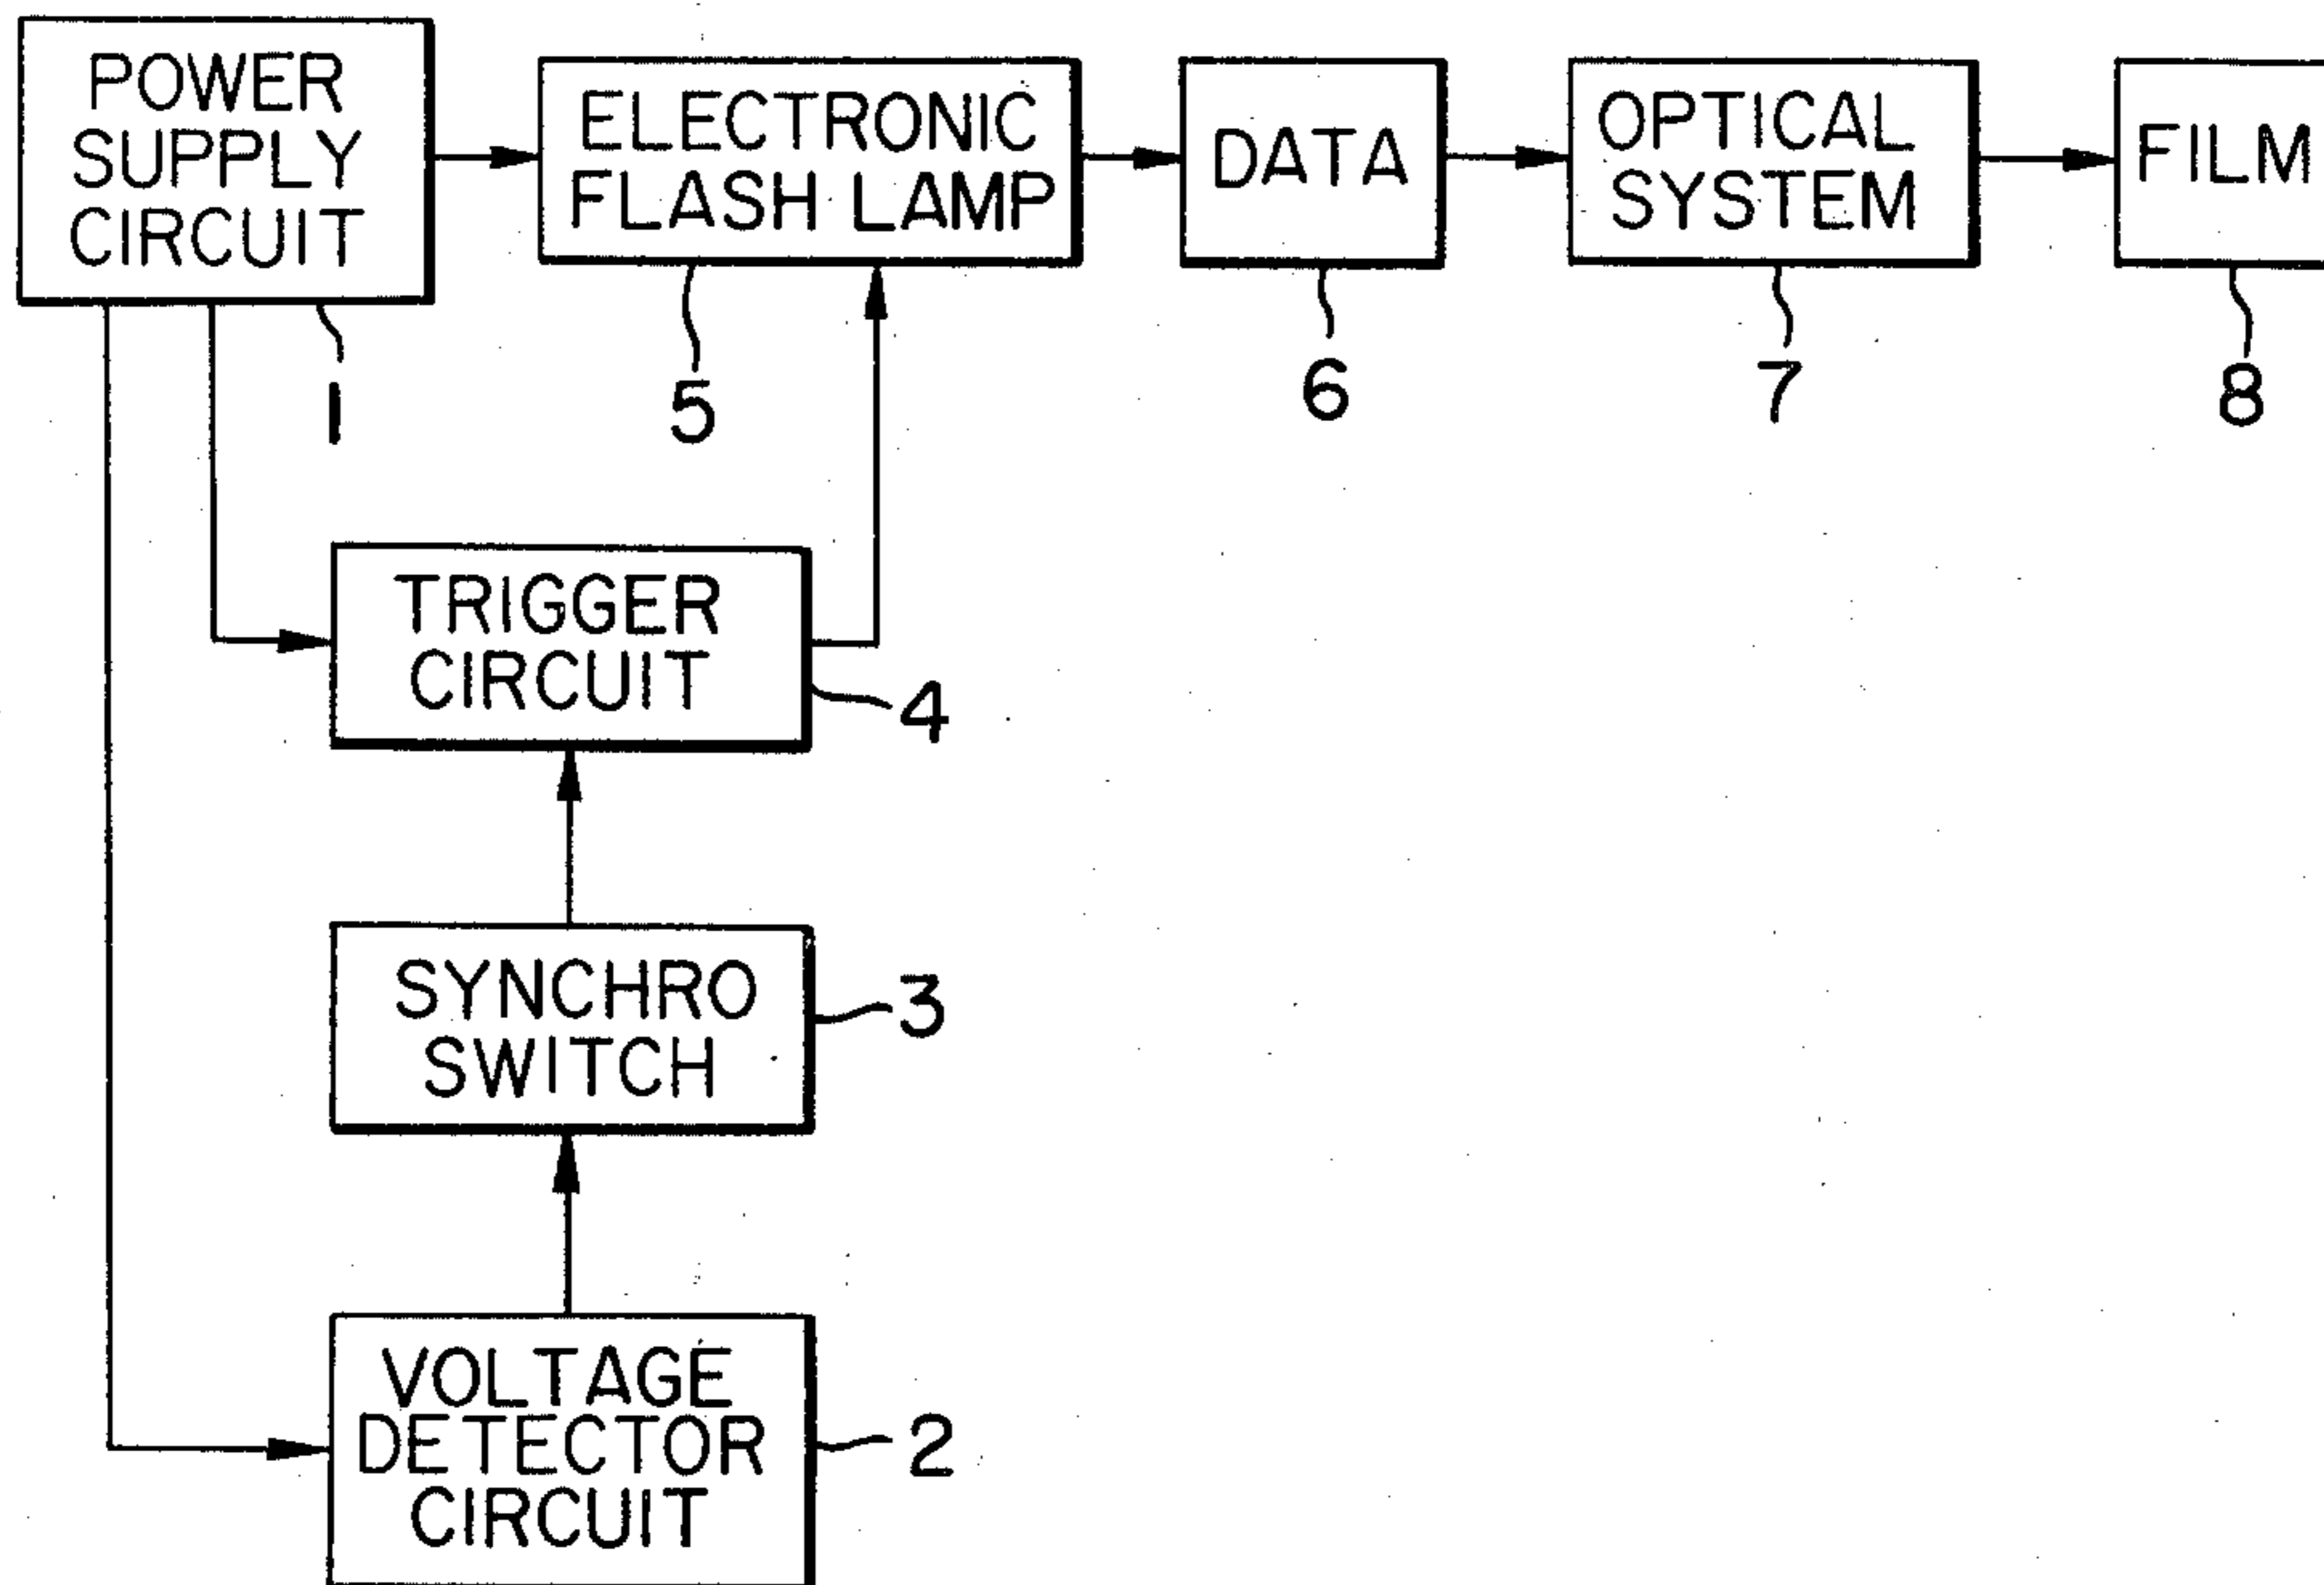 POWER
SUPPLY
CIRCUIT
ELECTRONIC
FLASH LAMP
DATA
OPTICAL
SYSTEM
FILM
1
5
6
7
8
TRIGGER
CIRCUIT
4
SYNCHRO
SWITCH
3
VOLTAGE
DETECTOR
CIRCUIT
2